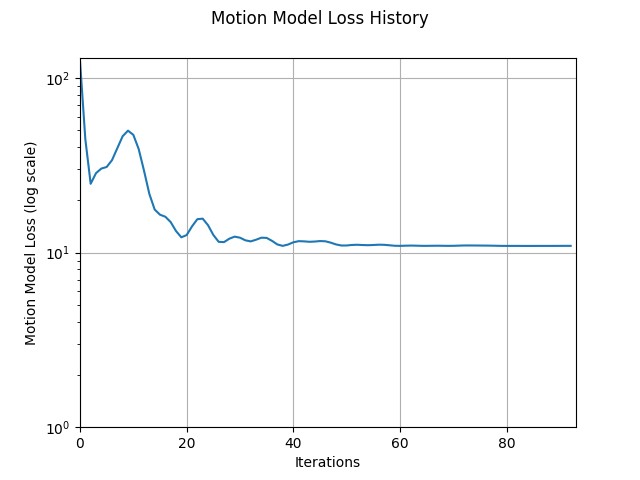 Motion Model Loss History
Motion Model Loss (log scale)
10²
10¹
10⁰
0 20 40 60 80
Iterations